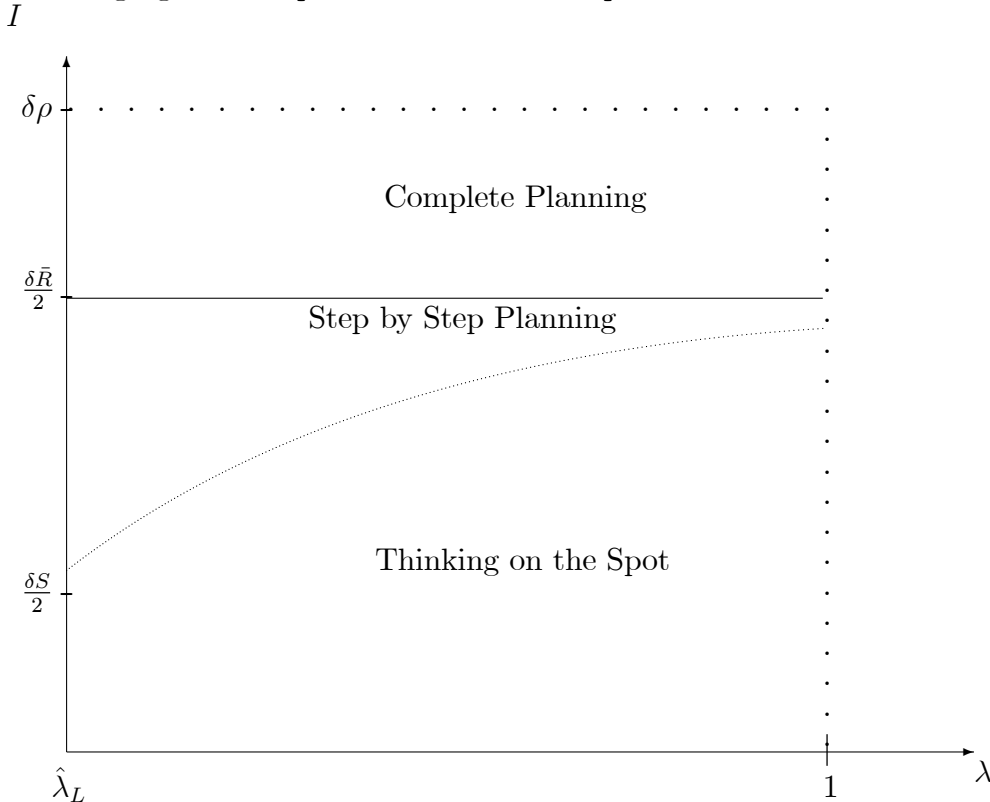 I
δρ
Complete Planning
δR̄/2
Step by Step Planning
Thinking on the Spot
δS/2
λ̂_L
1
λ